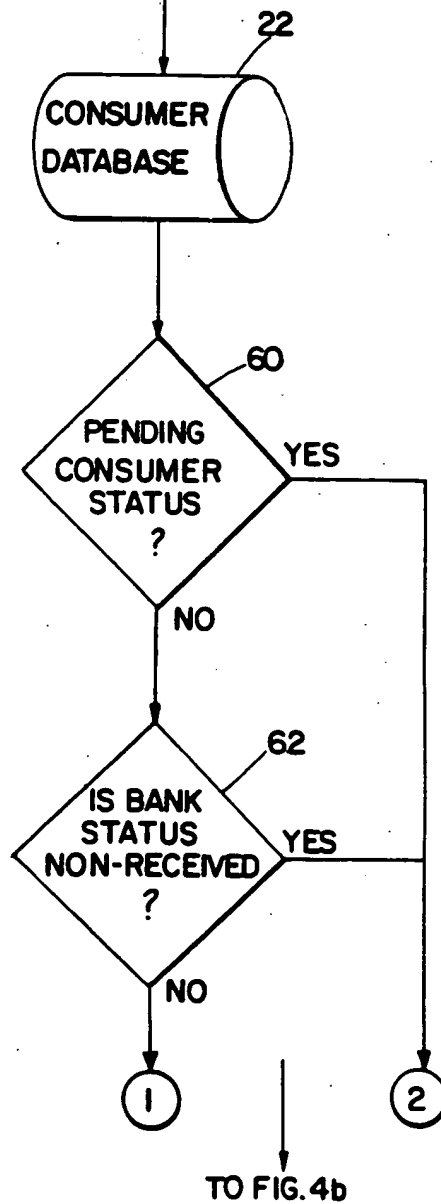 22
CONSUMER
DATABASE
60
PENDING
CONSUMER
STATUS
?
YES
NO
62
IS BANK
STATUS
NON-RECEIVED
?
YES
NO
1
2
TO FIG. 4b